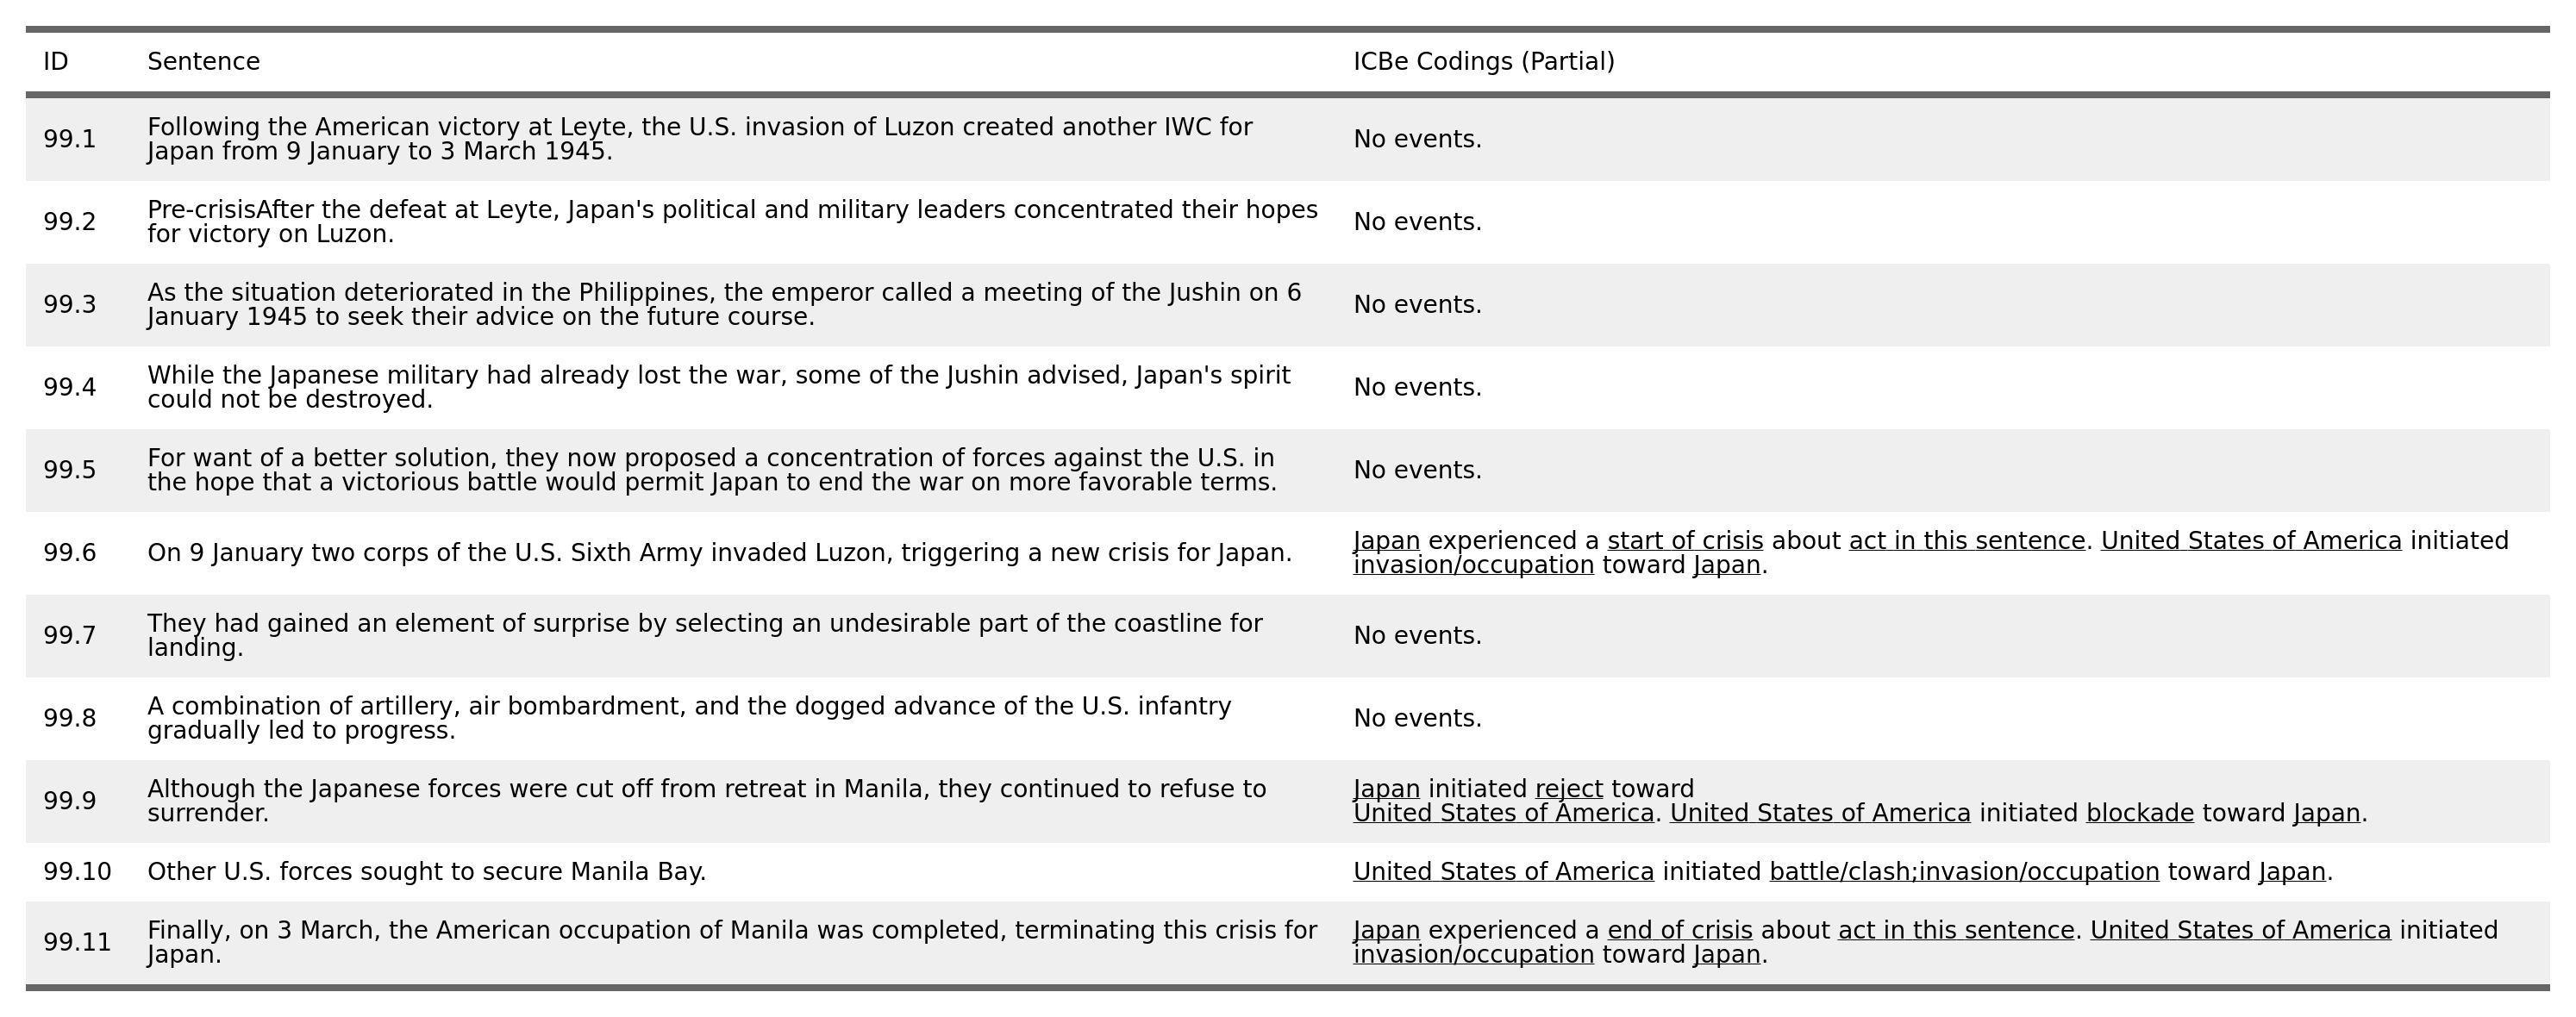 ID Sentence ICBe Codings (Partial)
99.1 Following the American victory at Leyte, the U.S. invasion of Luzon created another IWC for
Japan from 9 January to 3 March 1945.
No events.
99.2 Pre-crisisAfter the defeat at Leyte, Japan's political and military leaders concentrated their hopes
for victory on Luzon.
No events.
99.3 As the situation deteriorated in the Philippines, the emperor called a meeting of the Jushin on 6
January 1945 to seek their advice on the future course.
No events.
99.4 While the Japanese military had already lost the war, some of the Jushin advised, Japan's spirit
could not be destroyed.
No events.
99.5 For want of a better solution, they now proposed a concentration of forces against the U.S. in
the hope that a victorious battle would permit Japan to end the war on more favorable terms.
No events.
99.6 On 9 January two corps of the U.S. Sixth Army invaded Luzon, triggering a new crisis for Japan.
Japan experienced a start of crisis about act in this sentence. United States of America initiated
invasion/occupation toward Japan.
99.7 They had gained an element of surprise by selecting an undesirable part of the coastline for
landing.
No events.
99.8 A combination of artillery, air bombardment, and the dogged advance of the U.S. infantry
gradually led to progress.
No events.
99.9 Although the Japanese forces were cut off from retreat in Manila, they continued to refuse to
surrender.
Japan initiated reject toward
United States of America. United States of America initiated blockade toward Japan.
99.10 Other U.S. forces sought to secure Manila Bay.
United States of America initiated battle/clash;invasion/occupation toward Japan.
99.11 Finally, on 3 March, the American occupation of Manila was completed, terminating this crisis for
Japan.
Japan experienced a end of crisis about act in this sentence. United States of America initiated
invasion/occupation toward Japan.